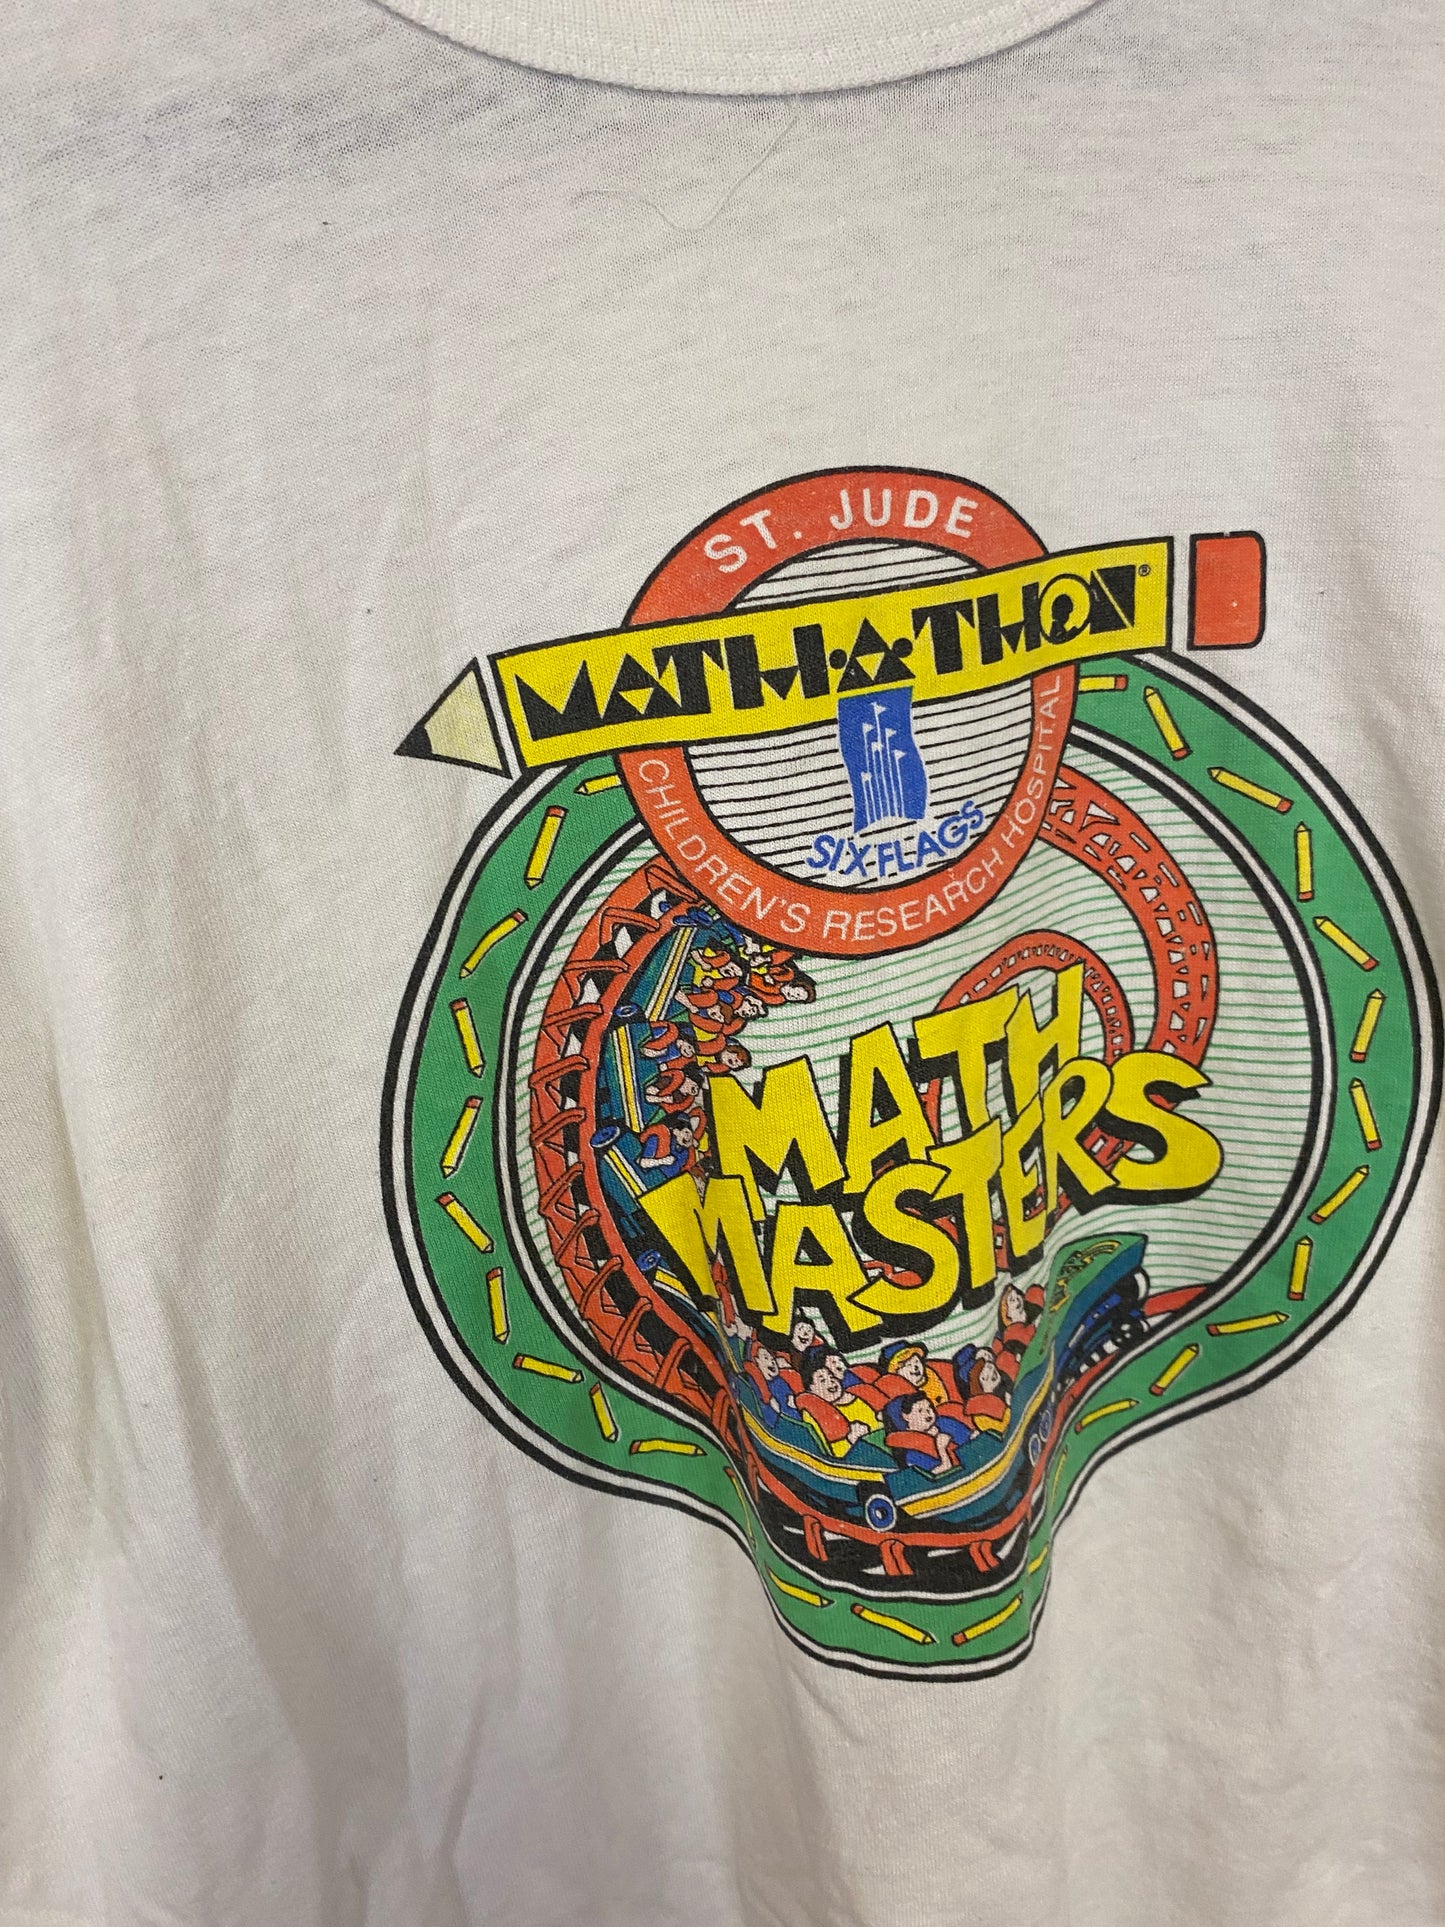 ST. JUDE
MATH·A·THON®
SIX FLAGS
CHILDREN'S RESEARCH HOSPITAL
MATH
MASTERS